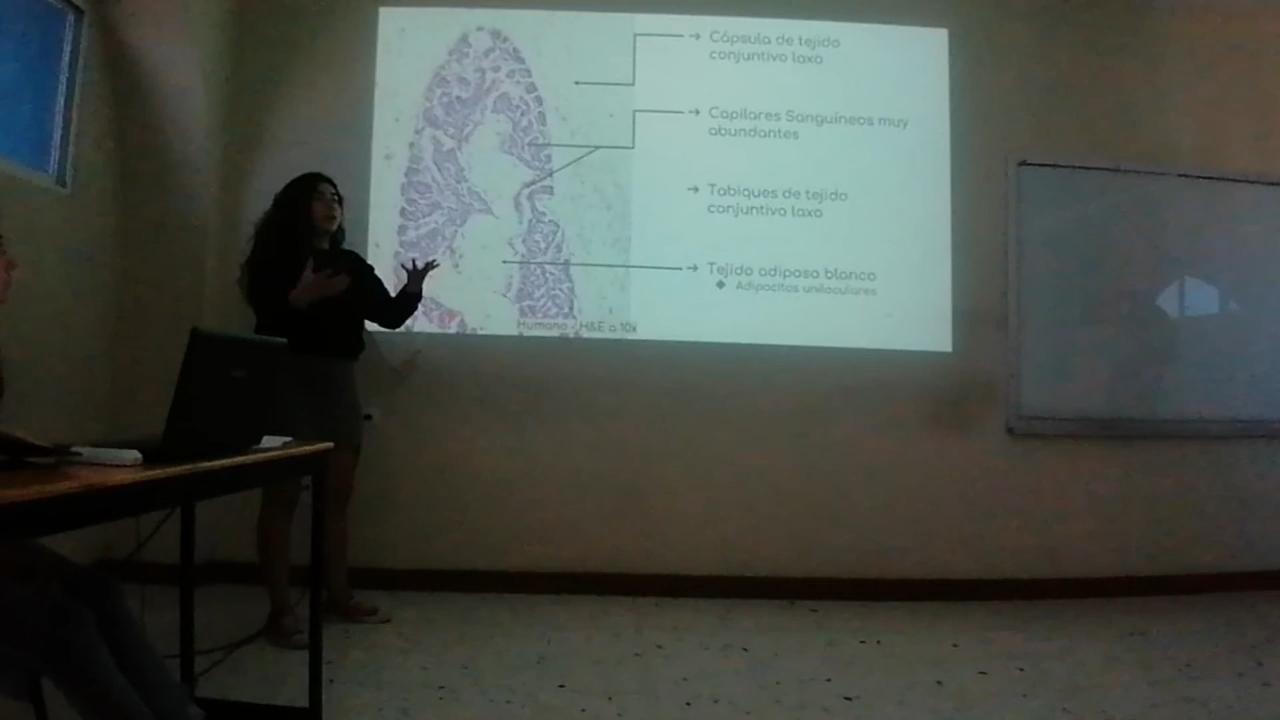 → Cápsula de tejido
conjuntivo laxo
→ Capilares Sanguíneos muy
abundantes
→ Tabiques de tejido
conjuntivo laxo
→ Tejido adiposo blanco
❖ Adipocitos uniloculares
Humano - H&E a 10x